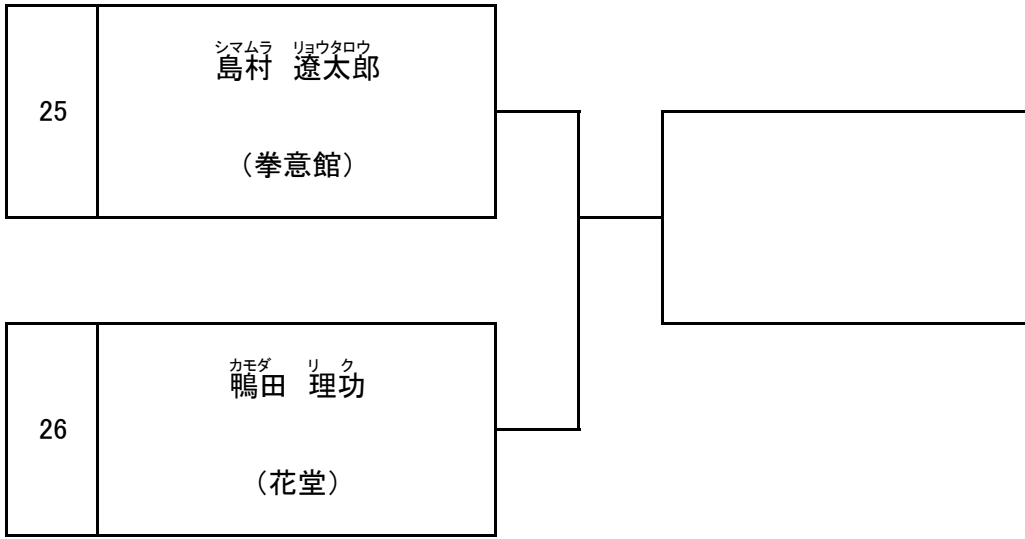 シマムラ リョウタロウ
島村 遼太郎
25
（拳意館）
カモダ リク
鴨田 理功
26
（花堂）